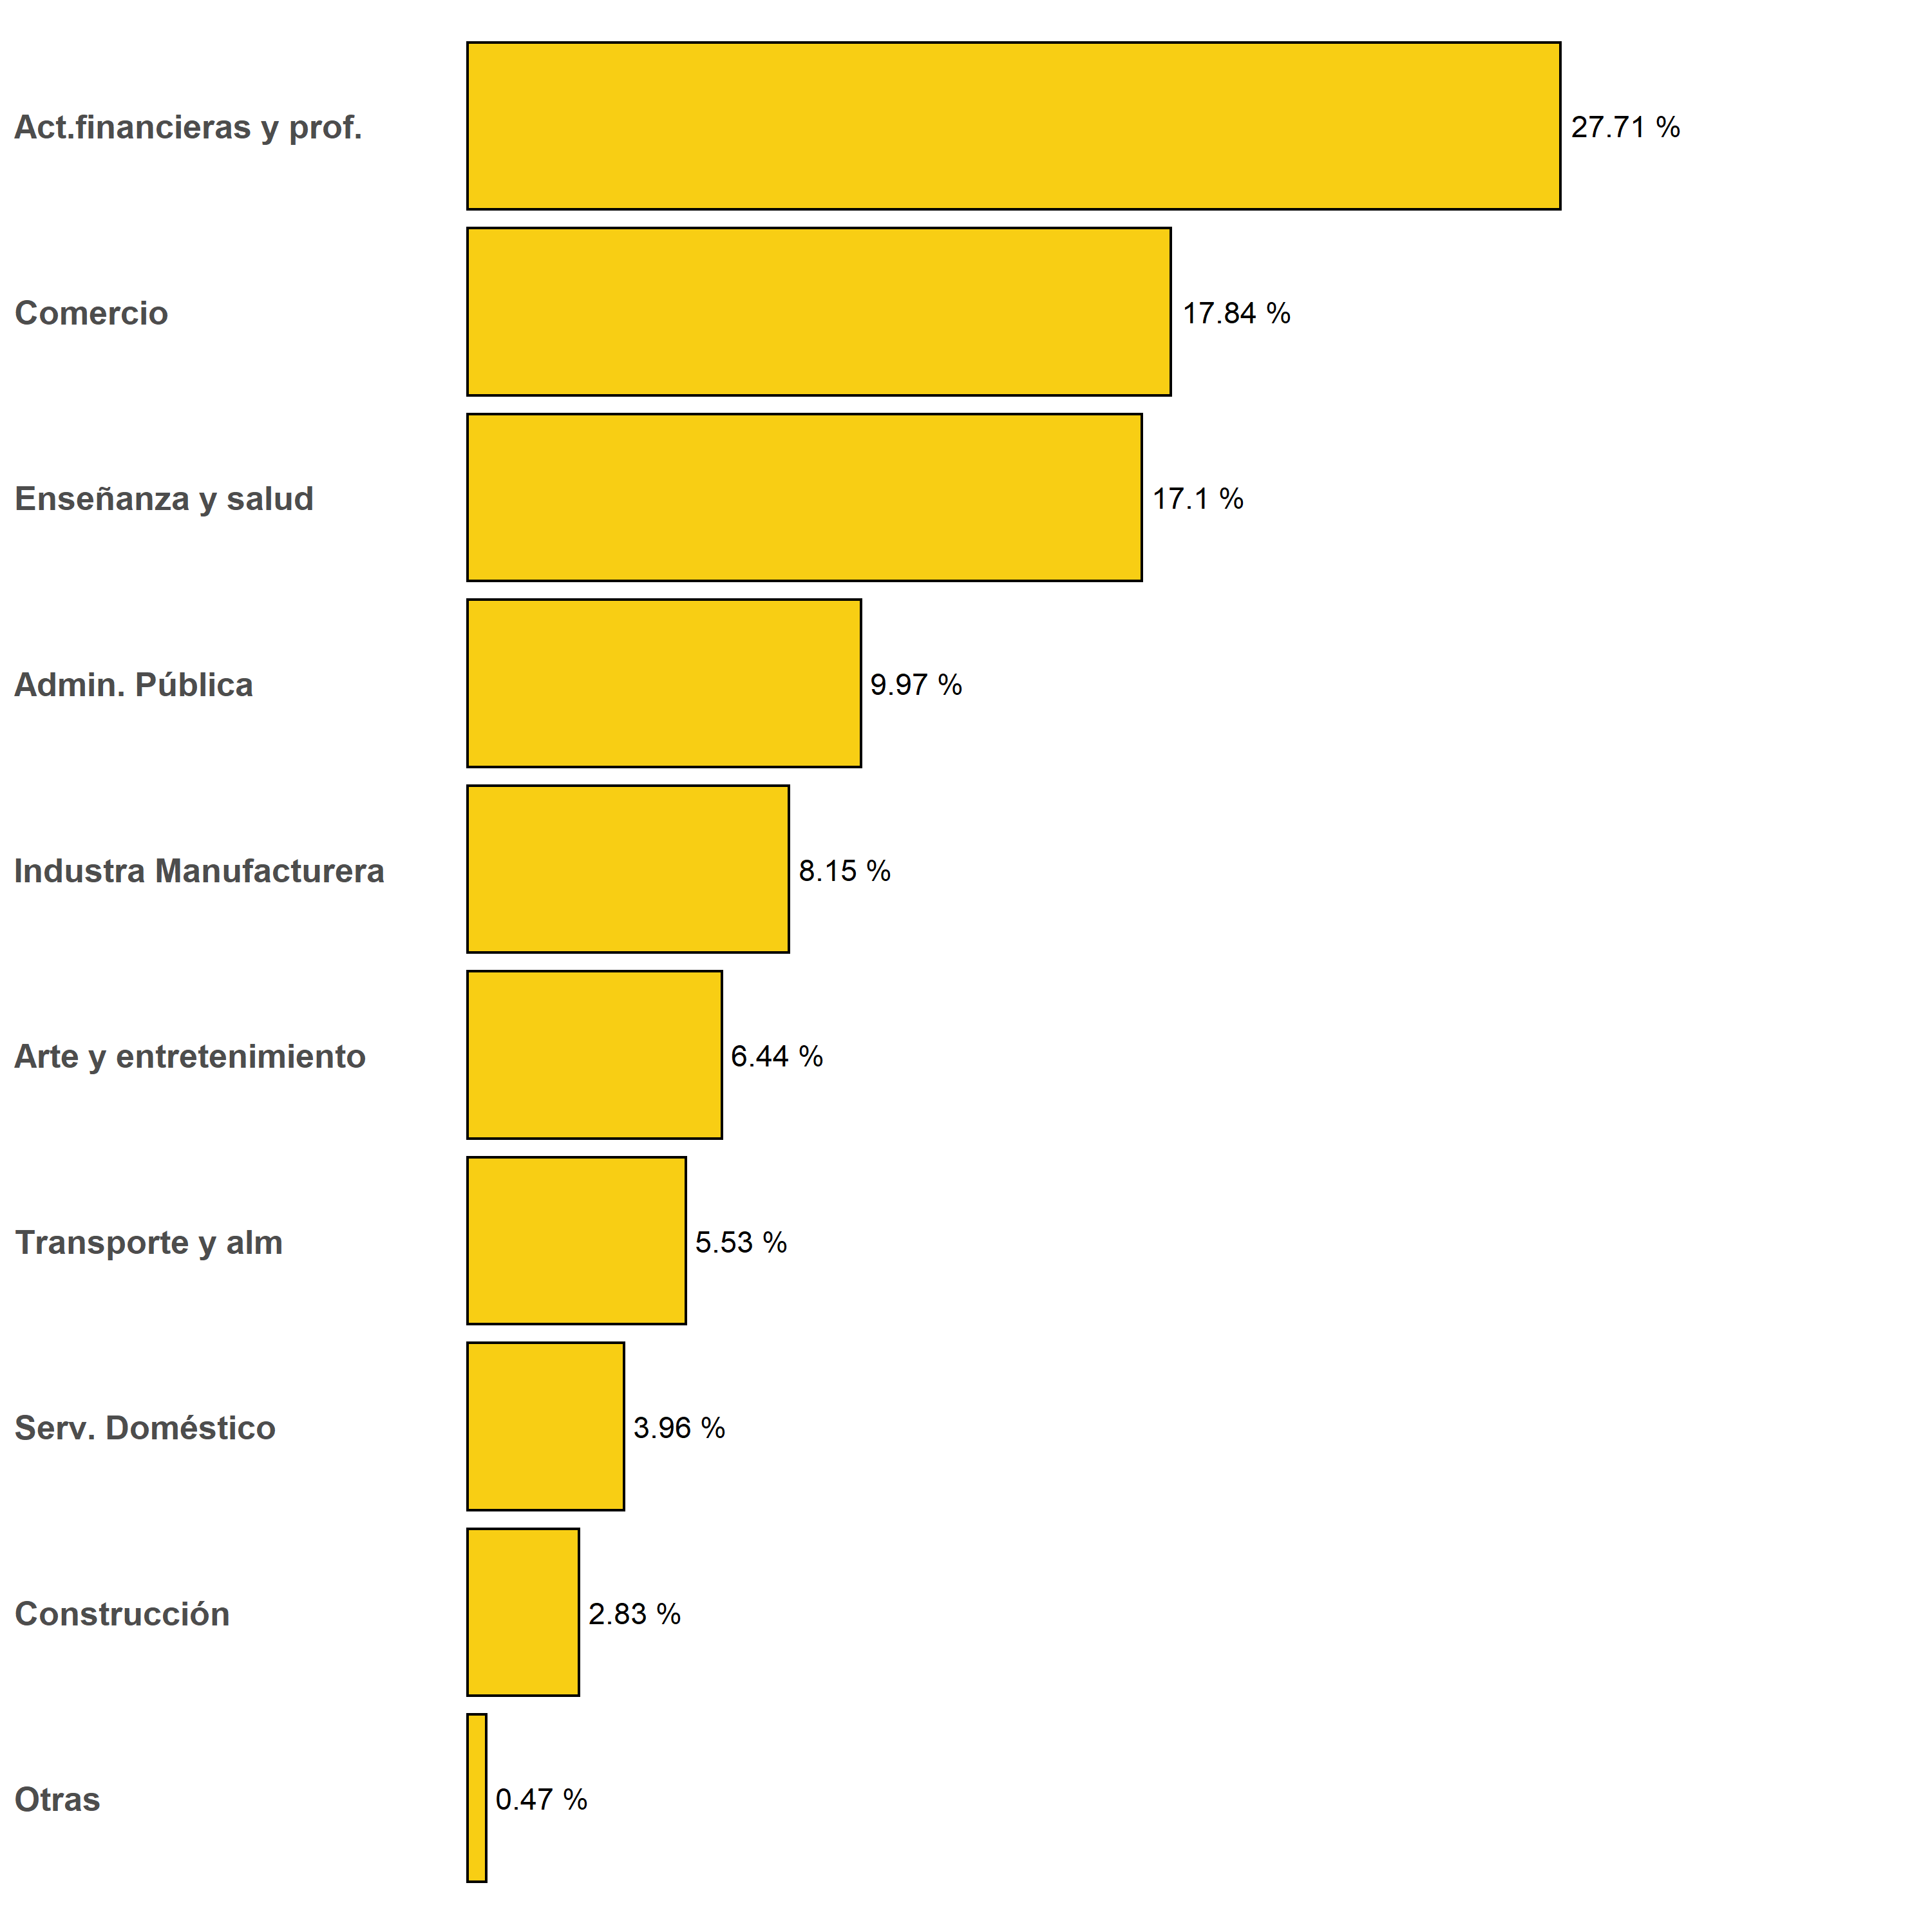 Act.financieras y prof. 27.71 %
Comercio 17.84 %
Enseñanza y salud 17.1 %
Admin. Pública 9.97 %
Industra Manufacturera 8.15 %
Arte y entretenimiento 6.44 %
Transporte y alm 5.53 %
Serv. Doméstico 3.96 %
Construcción 2.83 %
Otras 0.47 %